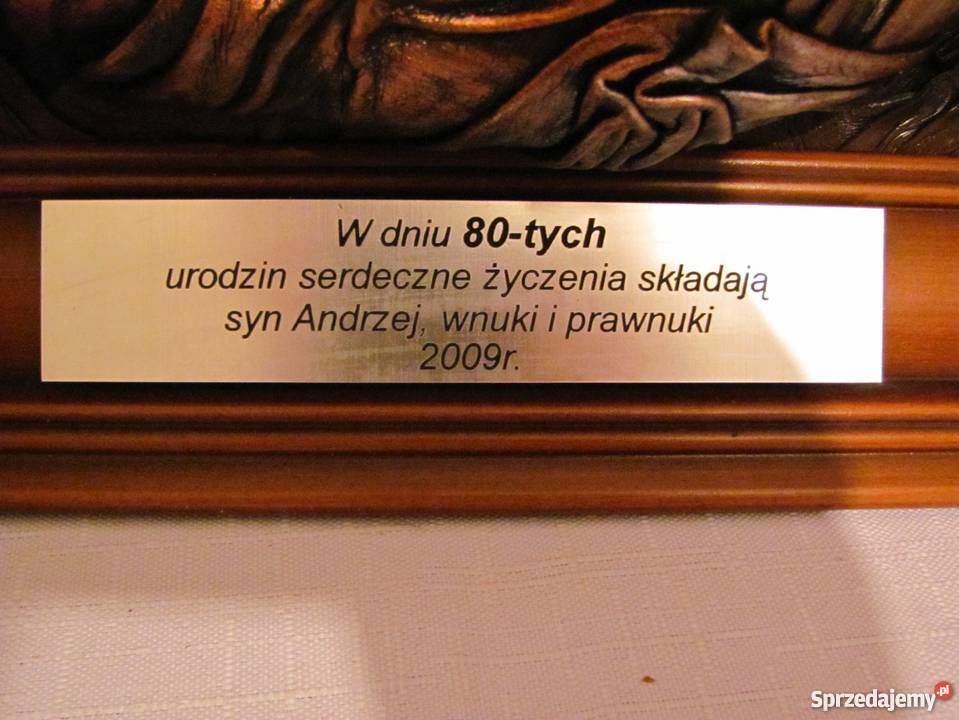 W dniu 80-tych
urodzin serdeczne życzenia składają
syn Andrzej, wnuki i prawnuki
2009r.
Sprzedajemy.pl